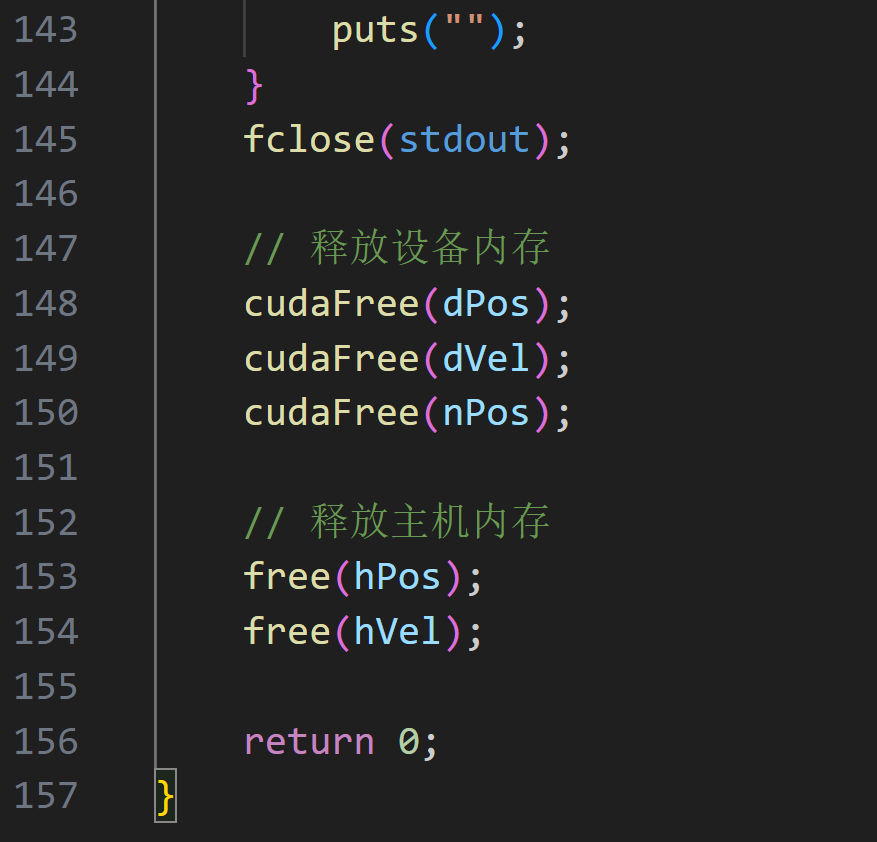 143 puts("");
144 }
145 fclose(stdout);
146
147 // 释放设备内存
148 cudaFree(dPos);
149 cudaFree(dVel);
150 cudaFree(nPos);
151
152 // 释放主机内存
153 free(hPos);
154 free(hVel);
155
156 return 0;
157 }